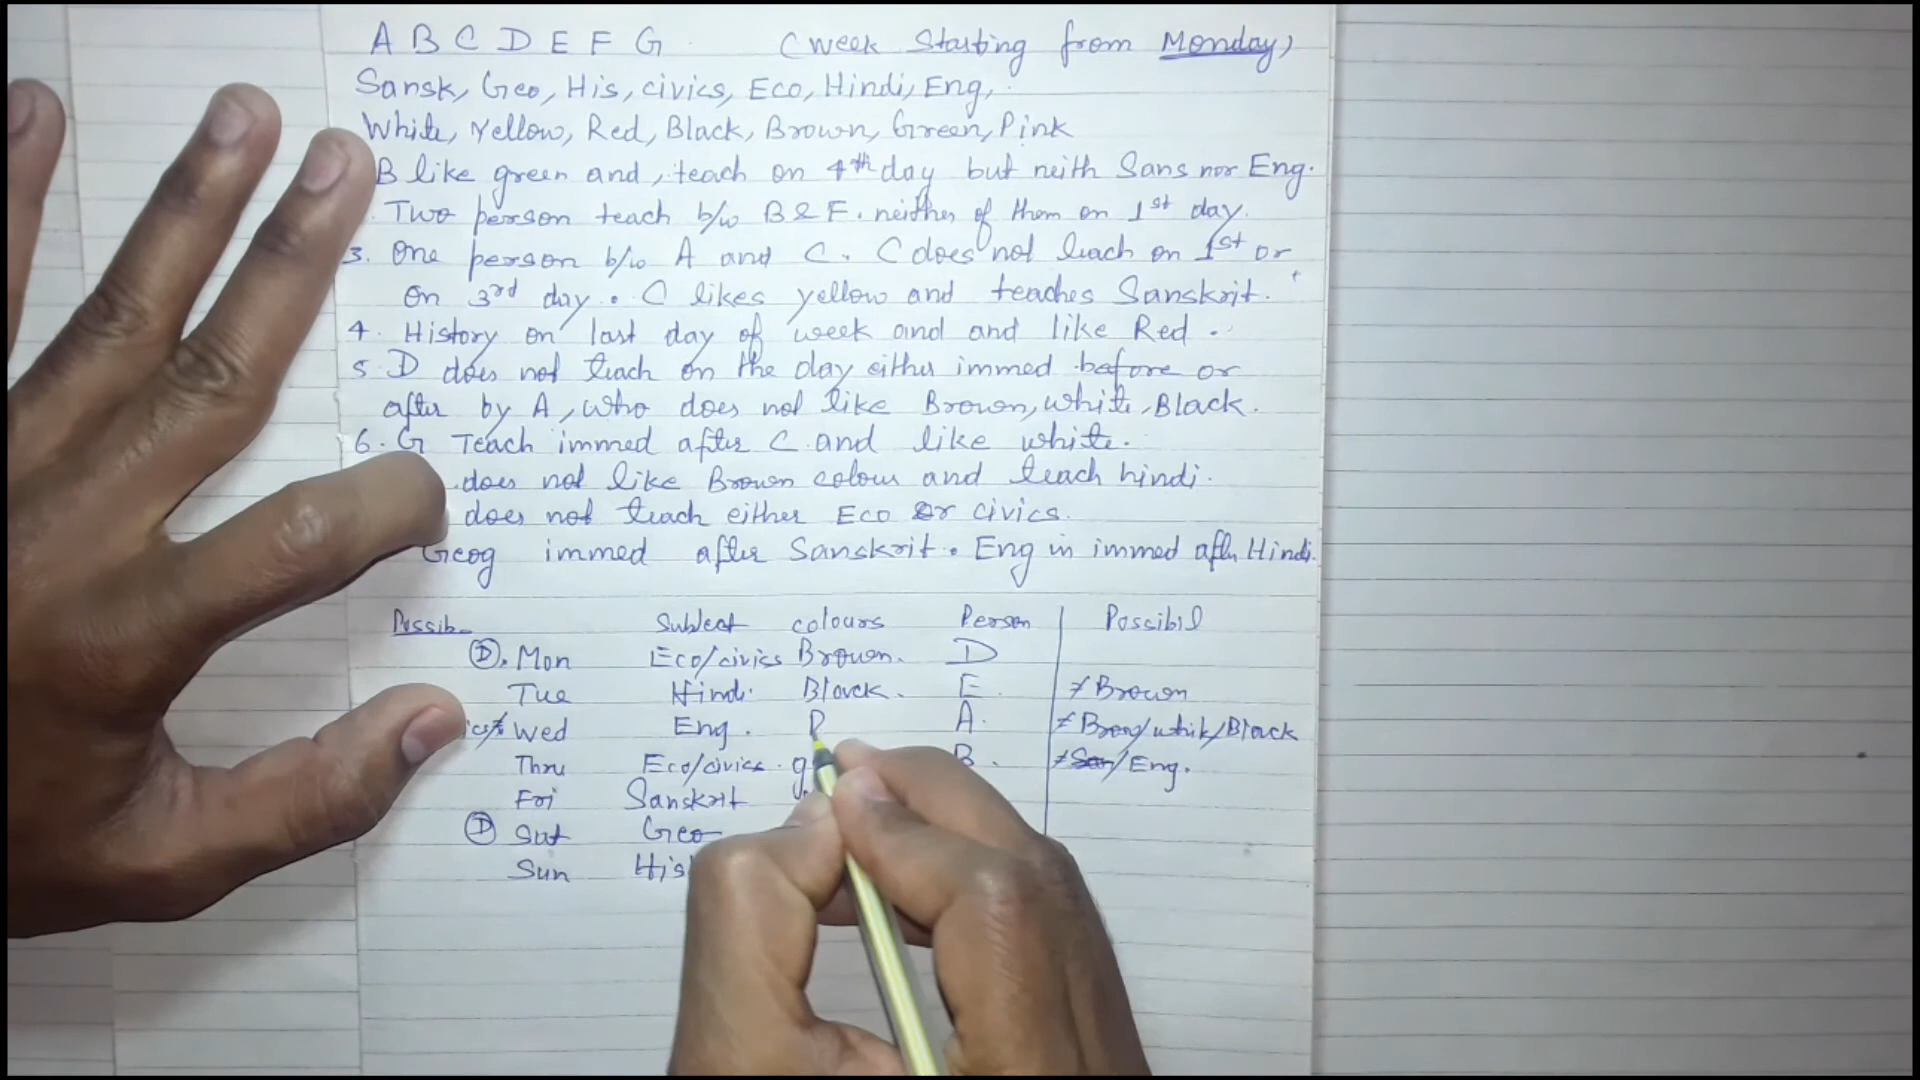 A B C D E F G (Week Starting from Monday)
Sansk, Geo, His, civics, Eco, Hindi, Eng,
White, Yellow, Red, Black, Brown, Green, Pink
B like green and, teach on 4th day but neith Sans nor Eng.
Two person teach b/w B & F. neither of them on 1st day.
3. One person b/w A and C. C does not teach on 1st or
on 3rd day. C likes yellow and teaches Sanskrit.
4. History on last day of week and and like Red.
5. D does not teach on the day either immed before or
after by A, who does not like Brown, white, Black.
6. G Teach immed after C and like white.
does not like Brown colour and teach hindi.
does not teach either Eco or civics.
Geog immed after Sanskrit. Eng in immed after Hindi.
Possib Subject colours Person Possibil
D. Mon Eco/civics Brown. D
Tue Hindi. Black. E ≠ Brown
Wed Eng. P A. ≠ /white/Black
Thru Eco/civics. B. ≠ San/Eng.
Fri Sanskrit
D Sat Geo
Sun His